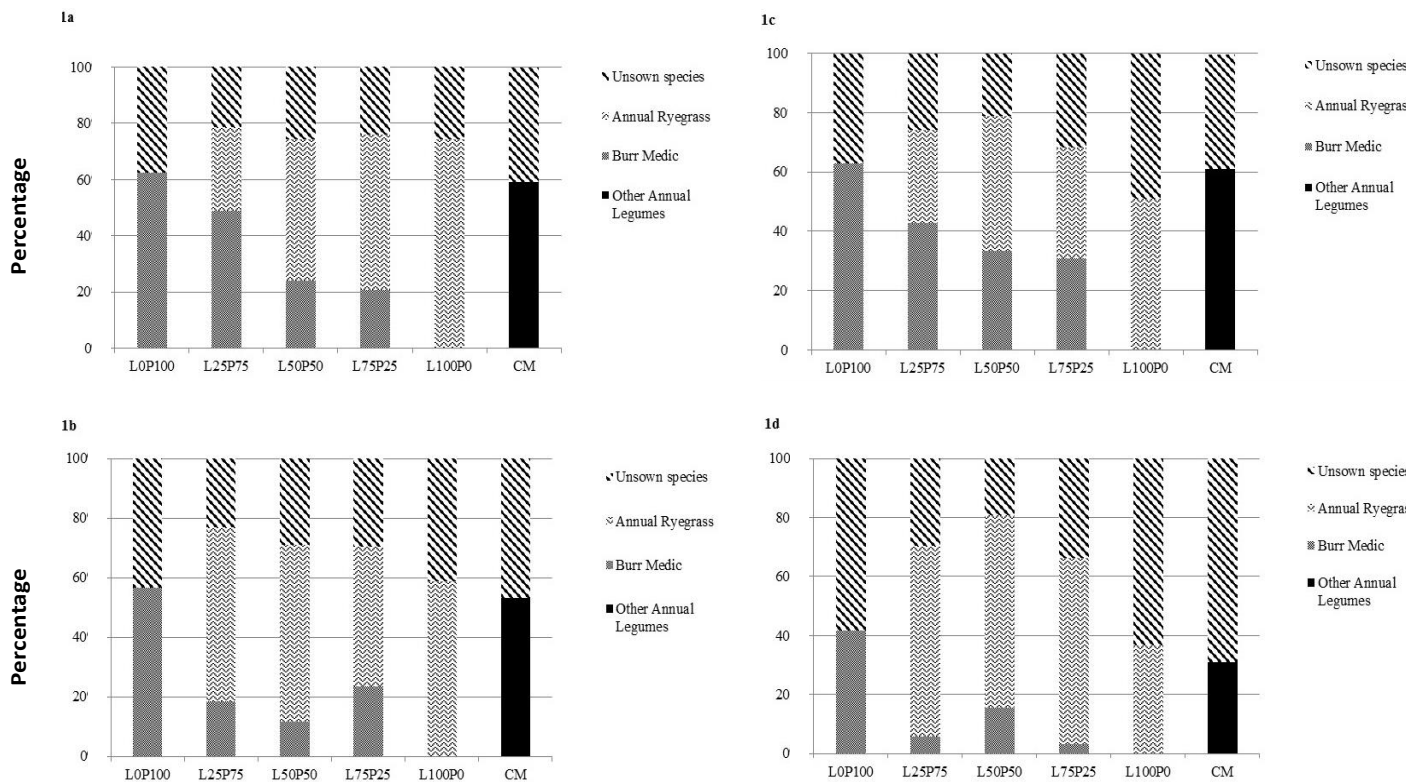 1a
Percentage
100
80
60
40
20
0
L0P100 L25P75 L50P50 L75P25 L100P0 CM
Unsown species
Annual Ryegrass
Burr Medic
Other Annual
Legumes
1c
100
80
60
40
20
0
L0P100 L25P75 L50P50 L75P25 L100P0 CM
Unsown species
Annual Ryegras
Burr Medic
Other Annual
Legumes
1b
Percentage
100
80
60
40
20
0
L0P100 L25P75 L50P50 L75P25 L100P0 CM
Unsown species
Annual Ryegrass
Burr Medic
Other Annual
Legumes
1d
100
80
60
40
20
0
L0P100 L25P75 L50P50 L75P25 L100P0 CM
Unsown species
Annual Ryegras
Burr Medic
Other Annual
Legumes